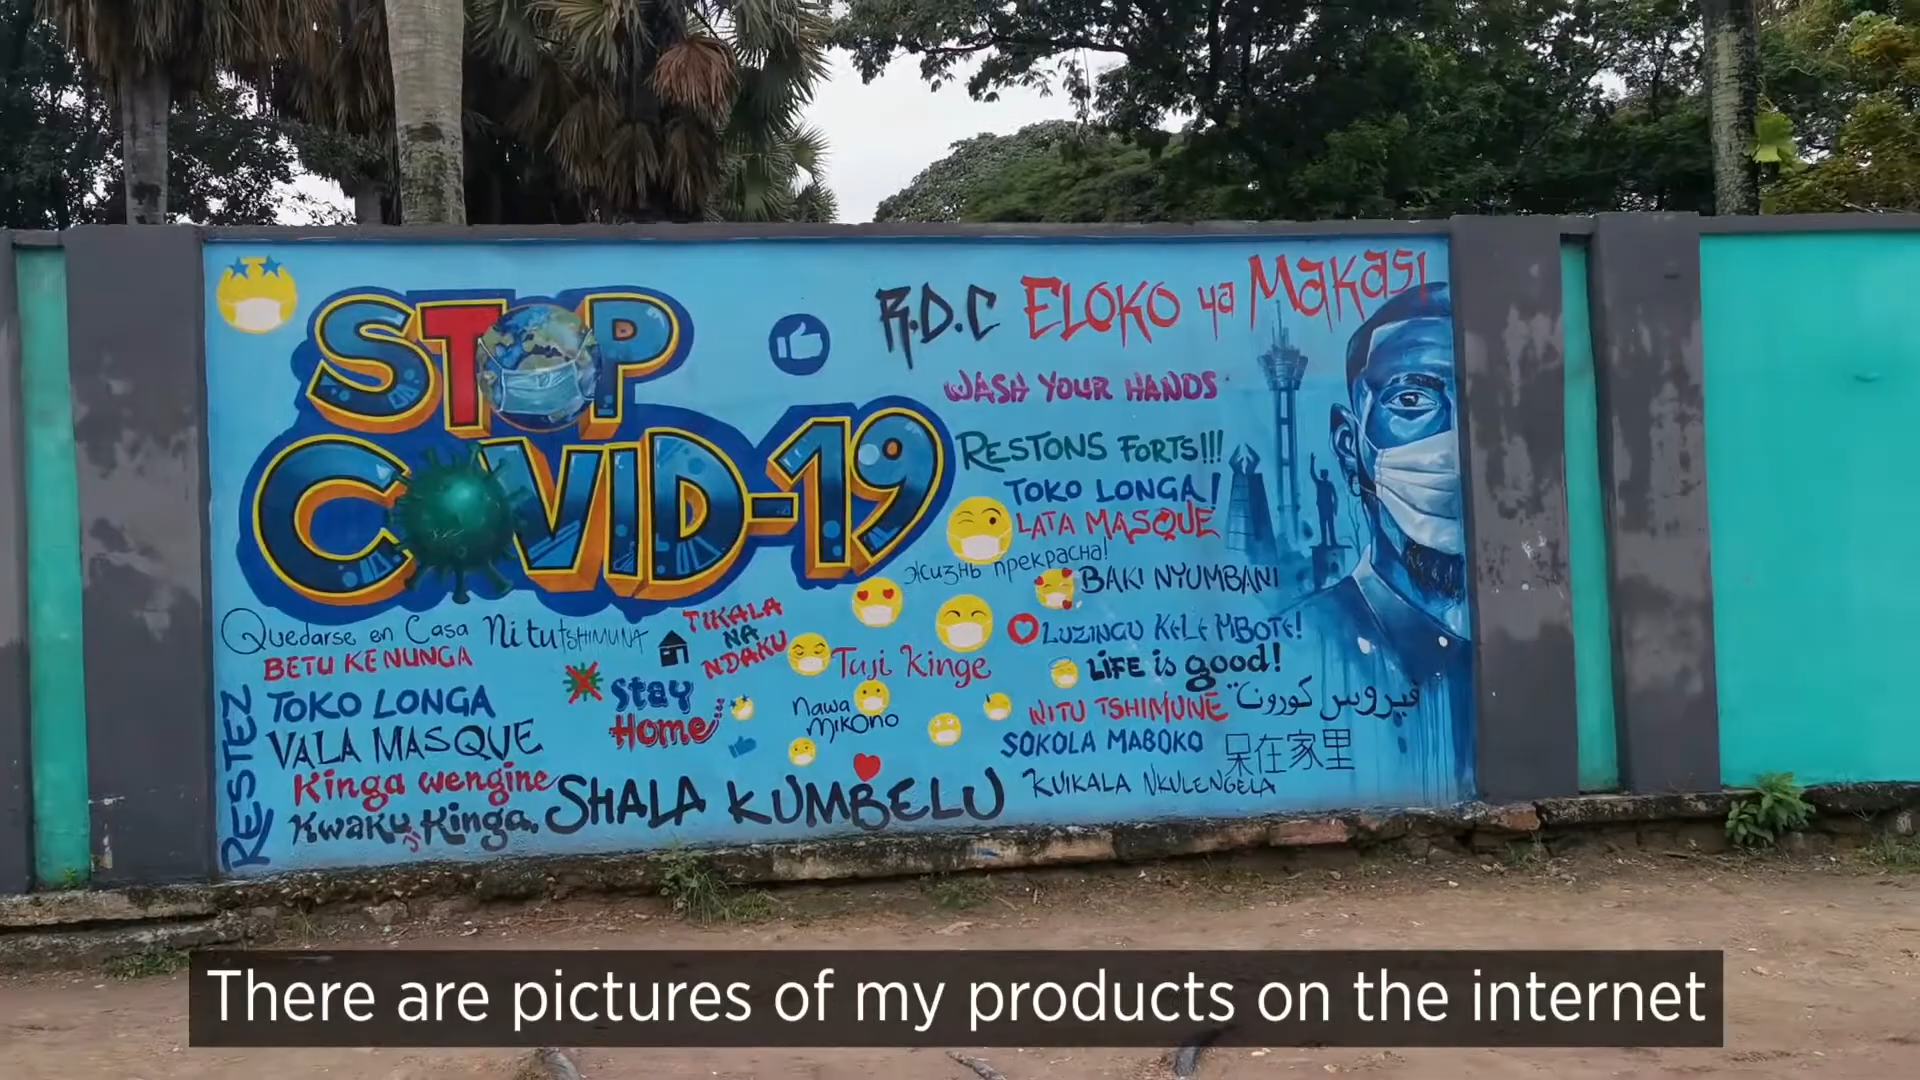 STOP
COVID-19
R.D.C ELOKO ya MAKASI
WASH YOUR HANDS
RESTONS FORTS!!!
TOKO LONGA!
LATA MASQUE
жизнь прекрасна!
BAKI NYUMBANI
LUZINGU KELE MBOTE!
LiFE is good!
NITU TSHIMUNE
فيروس كورونا
SOKOLA MABOKO
呆在家里
KUIKALA NKULENGELA
Quedarse en Casa
Ni tuTSHIMUNA
BETU KE NUNGA
TIKALA
NA
NDAKU
Tuji Kinge
Stay
Home
Nawa
Mikono
RESTEZ
TOKO LONGA
VALA MASQUE
Kinga wengine
Kwaku Kinga,
SHALA KUMBELU
There are pictures of my products on the internet